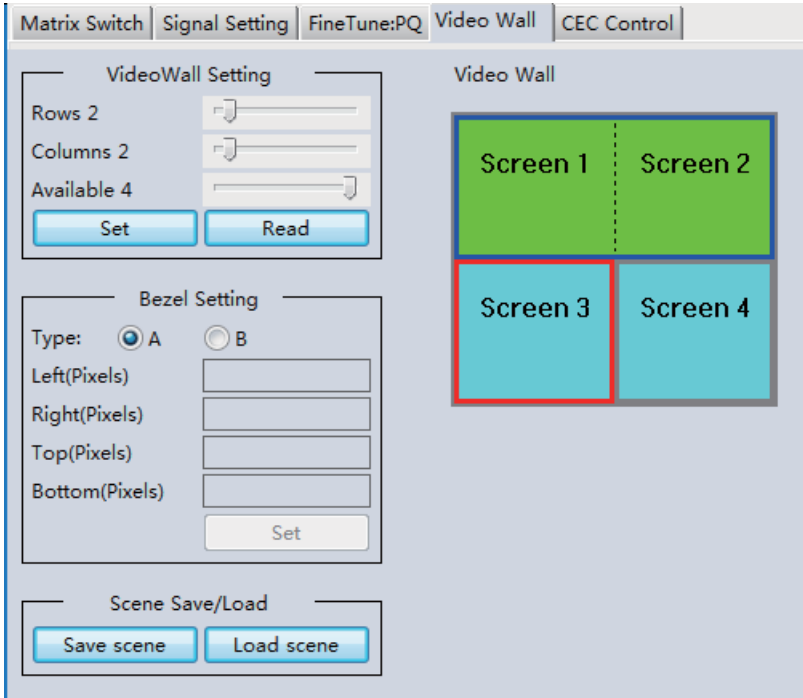 Matrix Switch Signal Setting FineTune:PQ Video Wall CEC Control
VideoWall Setting
Rows 2
Columns 2
Available 4
Set Read
Bezel Setting
Type: A B
Left(Pixels)
Right(Pixels)
Top(Pixels)
Bottom(Pixels)
Set
Scene Save/Load
Save scene Load scene
Video Wall
Screen 1 Screen 2
Screen 3 Screen 4